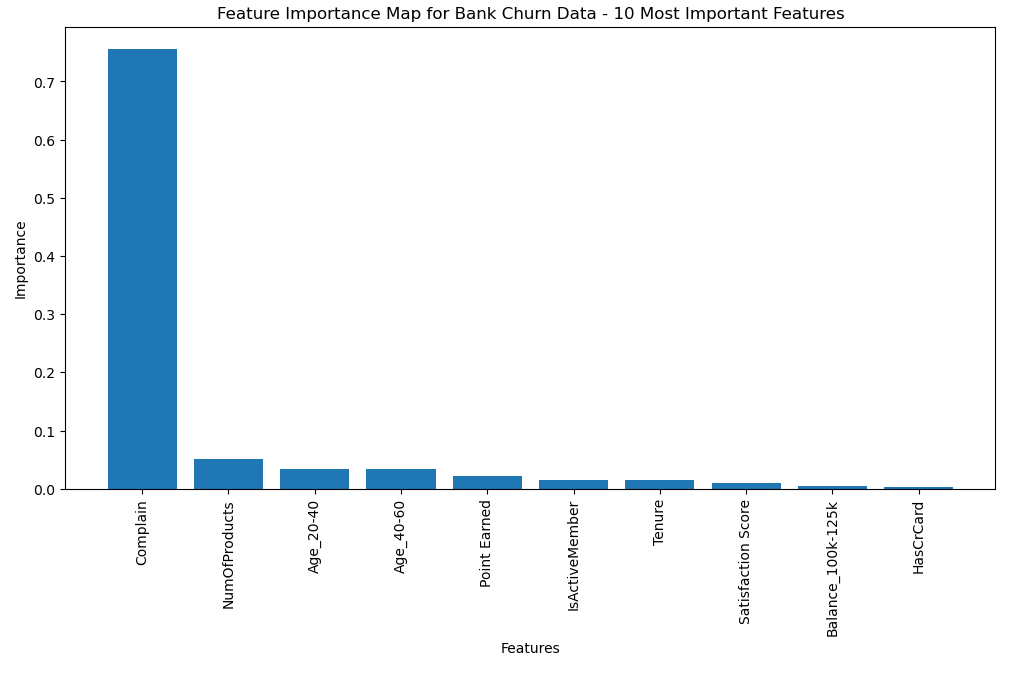 Feature Importance Map for Bank Churn Data - 10 Most Important Features
Importance
0.7
0.6
0.5
0.4
0.3
0.2
0.1
0.0
Complain
NumOfProducts
Age_20-40
Age_40-60
Point Earned
IsActiveMember
Tenure
Satisfaction Score
Balance_100k-125k
HasCrCard
Features